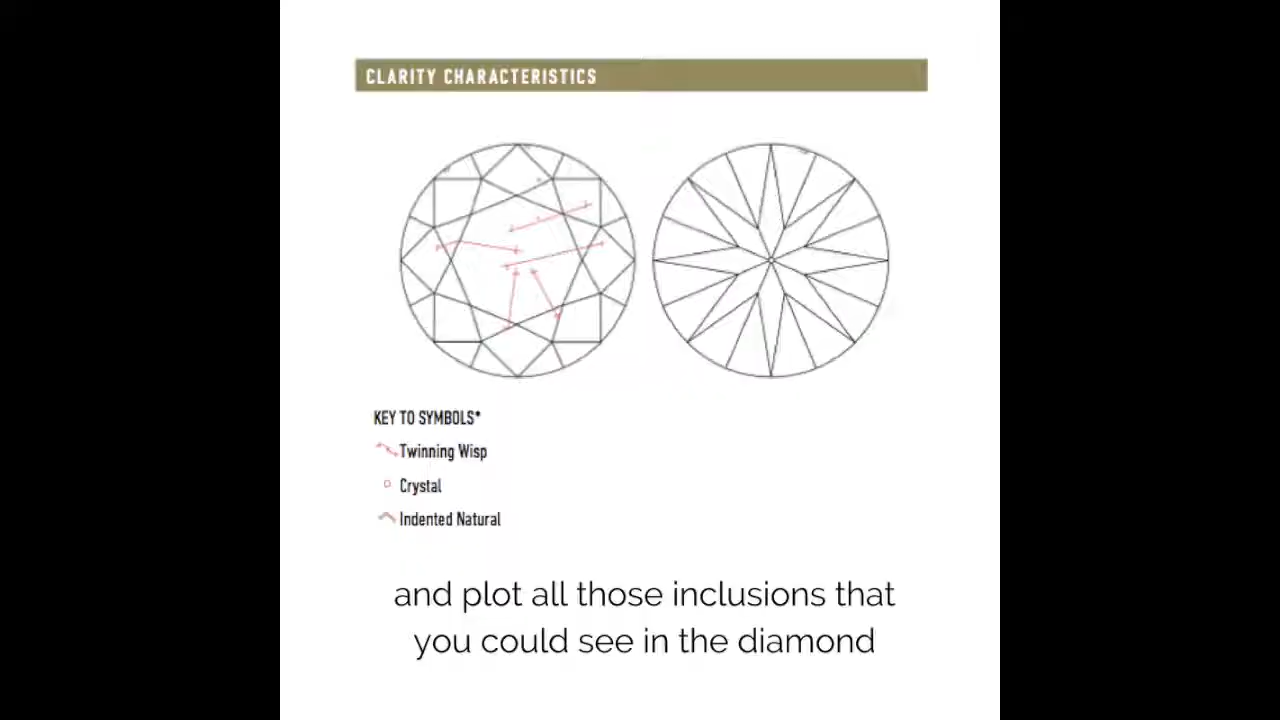 CLARITY CHARACTERISTICS
KEY TO SYMBOLS*
Twinning Wisp
Crystal
Indented Natural
and plot all those inclusions that
you could see in the diamond